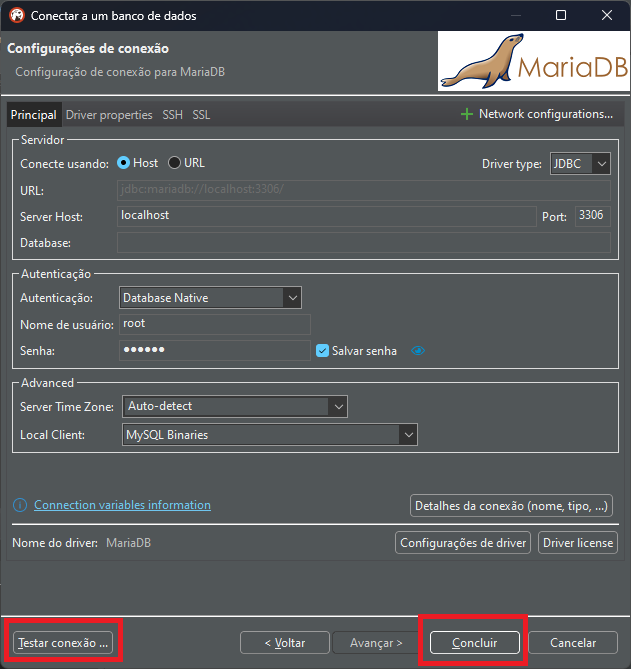 Conectar a um banco de dados
Configurações de conexão
Configuração de conexão para MariaDB
MariaDB
Principal Driver properties SSH SSL Network configurations...
Servidor
Conecte usando: Host URL Driver type: JDBC
URL: jdbc:mariadb://localhost:3306/
Server Host: localhost Port: 3306
Database:
Autenticação
Autenticação: Database Native
Nome de usuário: root
Senha: •••••• Salvar senha
Advanced
Server Time Zone: Auto-detect
Local Client: MySQL Binaries
Connection variables information Detalhes da conexão (nome, tipo, ...)
Nome do driver: MariaDB Configurações de driver Driver license
Testar conexão ... < Voltar Avançar > Concluir Cancelar